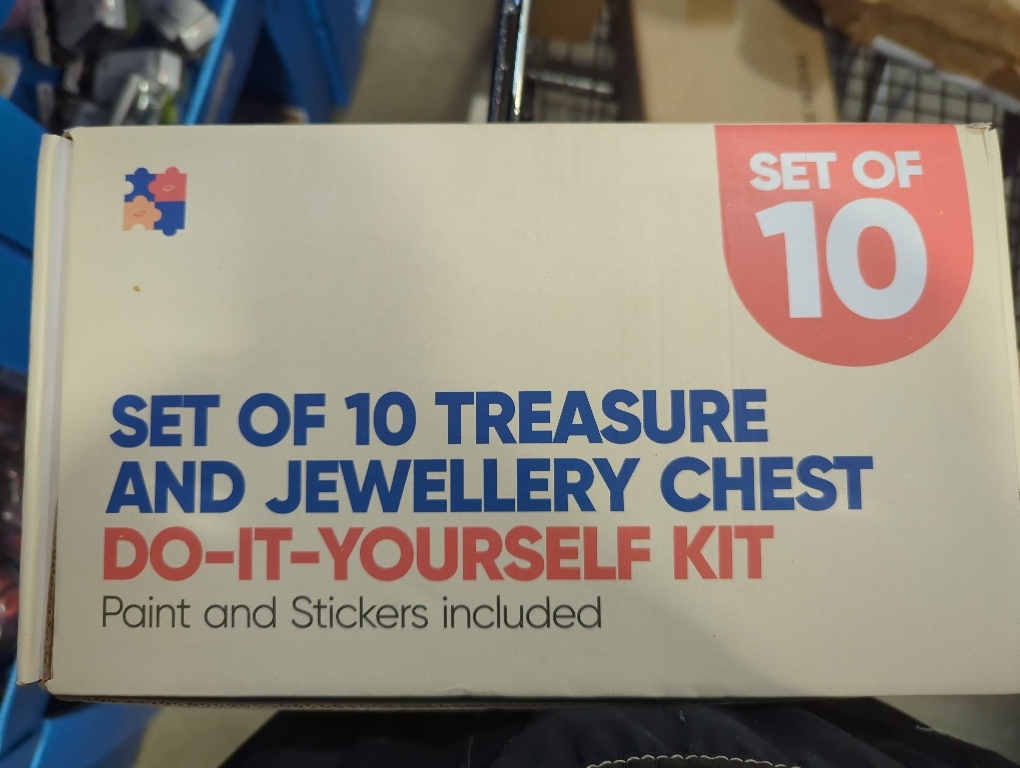 SET OF
10
SET OF 10 TREASURE
AND JEWELLERY CHEST
DO-IT-YOURSELF KIT
Paint and Stickers included